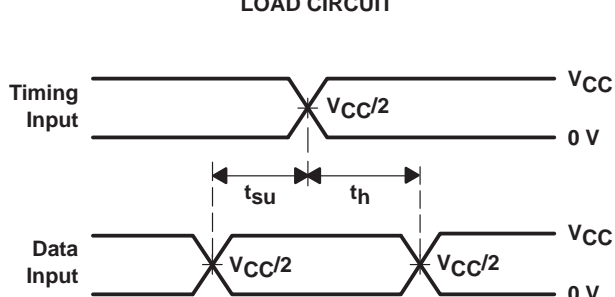 LOAD CIRCUIT
VCC
Timing
Input
VCC/2
0 V
tsu
th
VCC
Data
Input
VCC/2
VCC/2
0 V